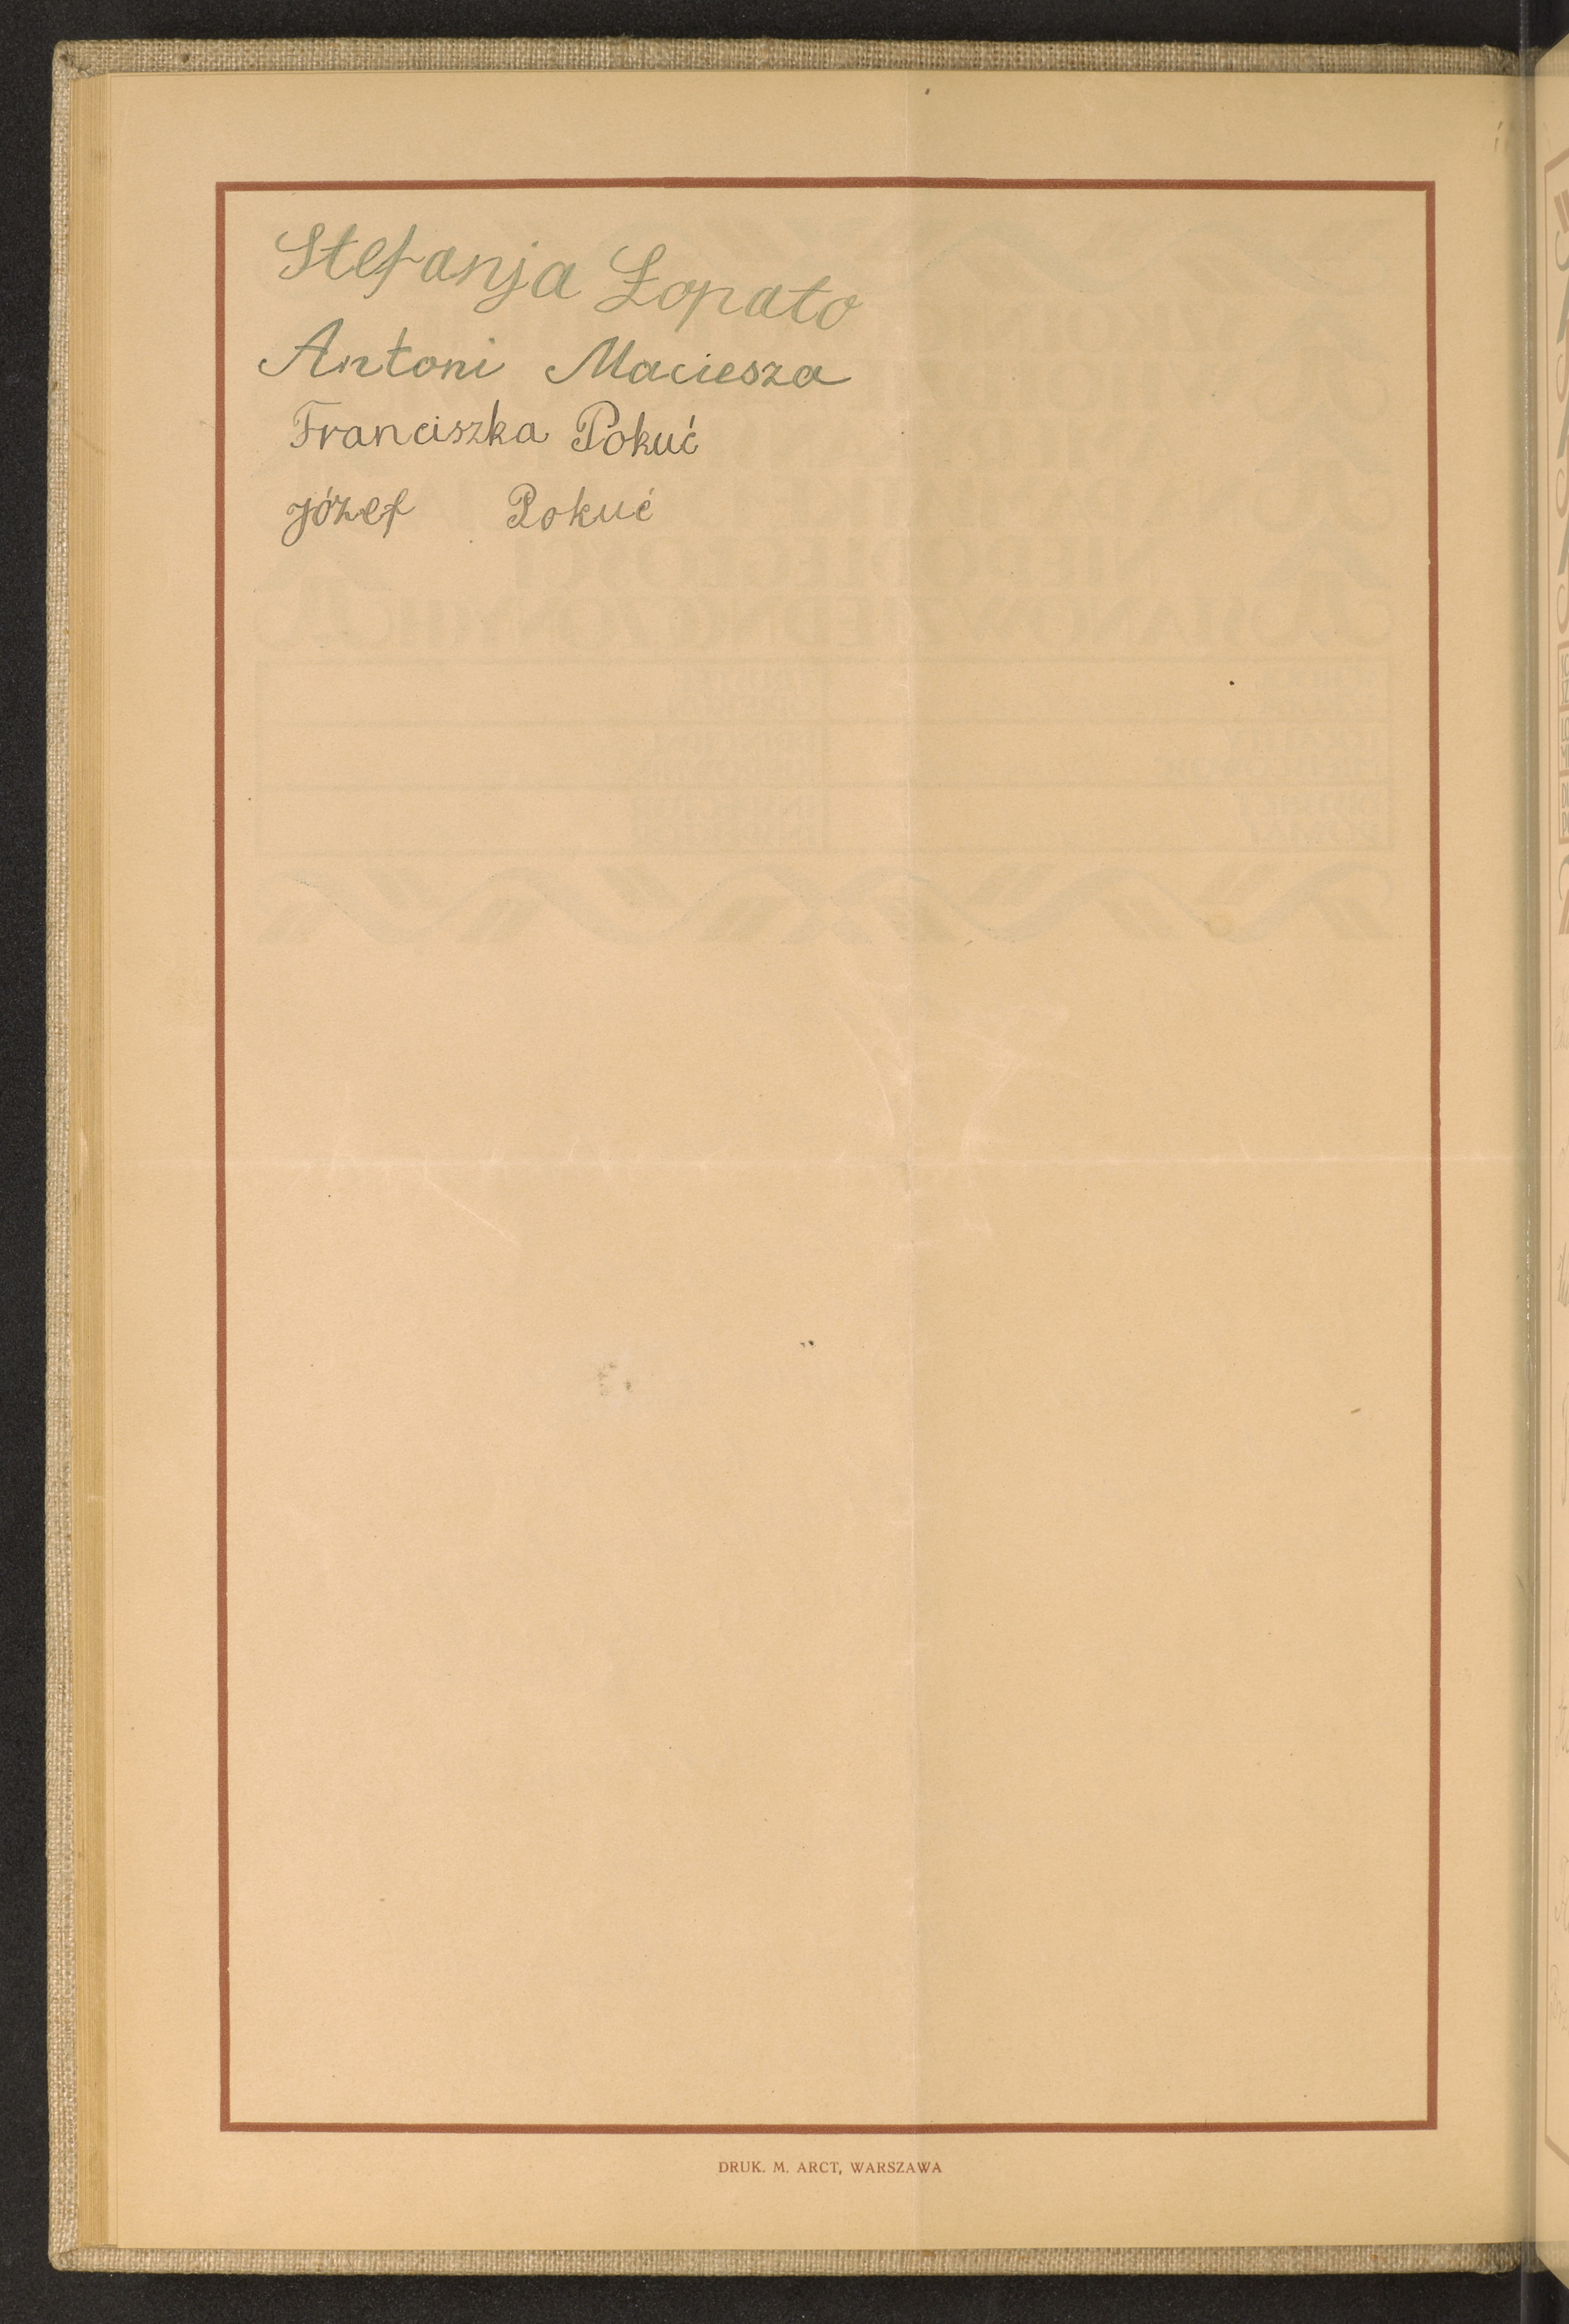 Stefanja Łopato
Antoni Maciesza
Franciszka Pokuć
Józef Pokuć
DRUK. M. ARCT, WARSZAWA